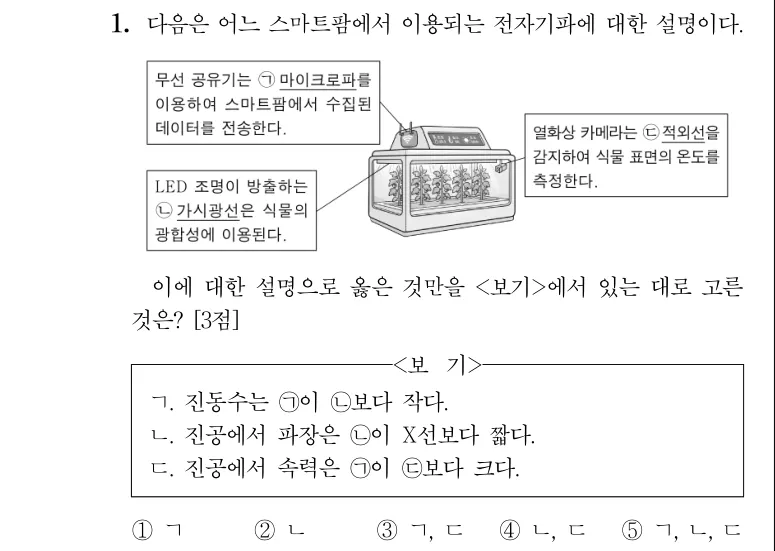 1. 다음은 어느 스마트팜에서 이용되는 전자기파에 대한 설명이다.
무선 공유기는 ㉠ 마이크로파를
이용하여 스마트팜에서 수집된
데이터를 전송한다.
LED 조명이 방출하는
㉡ 가시광선은 식물의
광합성에 이용된다.
열화상 카메라는 ㉢ 적외선을
감지하여 식물 표면의 온도를
측정한다.
이에 대한 설명으로 옳은 것만을 <보기>에서 있는 대로 고른
것은? [3점]
<보 기>
ㄱ. 진동수는 ㉠이 ㉡보다 작다.
ㄴ. 진공에서 파장은 ㉡이 X선보다 짧다.
ㄷ. 진공에서 속력은 ㉠이 ㉢보다 크다.
① ㄱ ② ㄴ ③ ㄱ, ㄷ ④ ㄴ, ㄷ ⑤ ㄱ, ㄴ, ㄷ